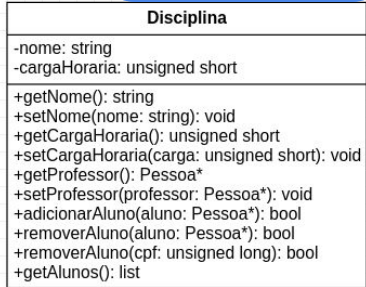 Disciplina
-nome: string
-cargaHoraria: unsigned short
+getNome(): string
+setNome(nome: string): void
+getCargaHoraria(): unsigned short
+setCargaHoraria(carga: unsigned short): void
+getProfessor(): Pessoa*
+setProfessor(professor: Pessoa*): void
+adicionarAluno(aluno: Pessoa*): bool
+removerAluno(aluno: Pessoa*): bool
+removerAluno(cpf: unsigned long): bool
+getAlunos(): list